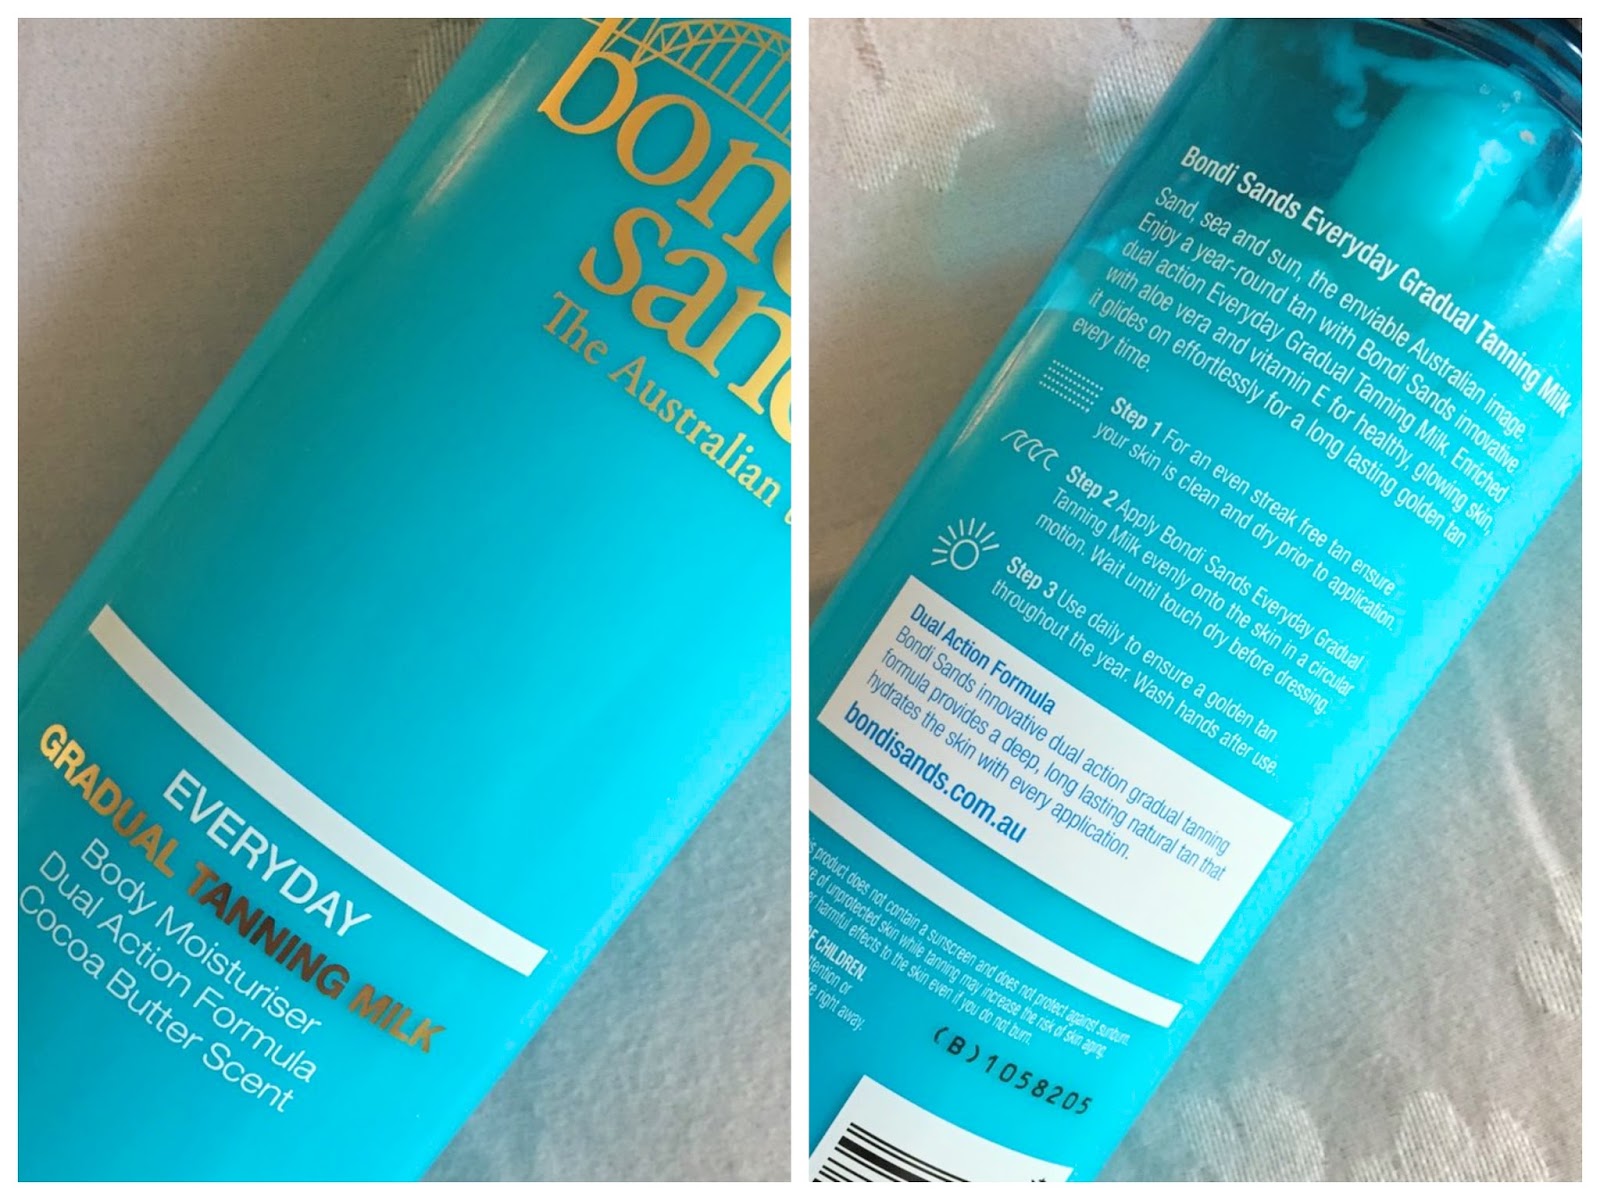 bon
san
The Australian
EVERYDAY
GRADUAL TANNING MILK
Body Moisturiser
Dual Action Formula
Cocoa Butter Scent
Bondi Sands Everyday Gradual Tanning Milk
Sand, sea and sun, the enviable Australian image.
Enjoy a year-round tan with Bondi Sands innovative
dual action Everyday Gradual Tanning Milk. Enriched
with aloe vera and vitamin E for healthy, glowing skin,
it glides on effortlessly for a long lasting golden tan
every time.
Step 1 For an even streak free tan ensure
your skin is clean and dry prior to application.
Step 2 Apply Bondi Sands Everyday Gradual
Tanning Milk evenly onto the skin in a circular
motion. Wait until touch dry before dressing.
Step 3 Use daily to ensure a golden tan
throughout the year. Wash hands after use.
Dual Action Formula
Bondi Sands innovative dual action gradual tanning
formula provides a deep, long lasting natural tan that
hydrates the skin with every application.
bondisands.com.au
product does not contain a sunscreen and does not protect against sunburn.
of unprotected skin while tanning may increase the risk of skin aging,
harmful effects to the skin even if you do not burn.
OF CHILDREN.
or
right away.
(B)1058205